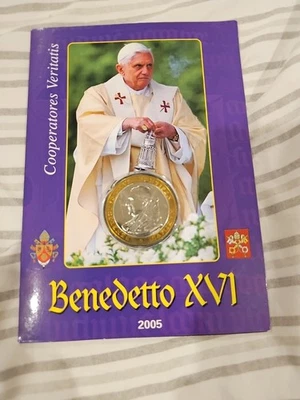 Cooperatores Veritatis
Benedetto XVI
2005